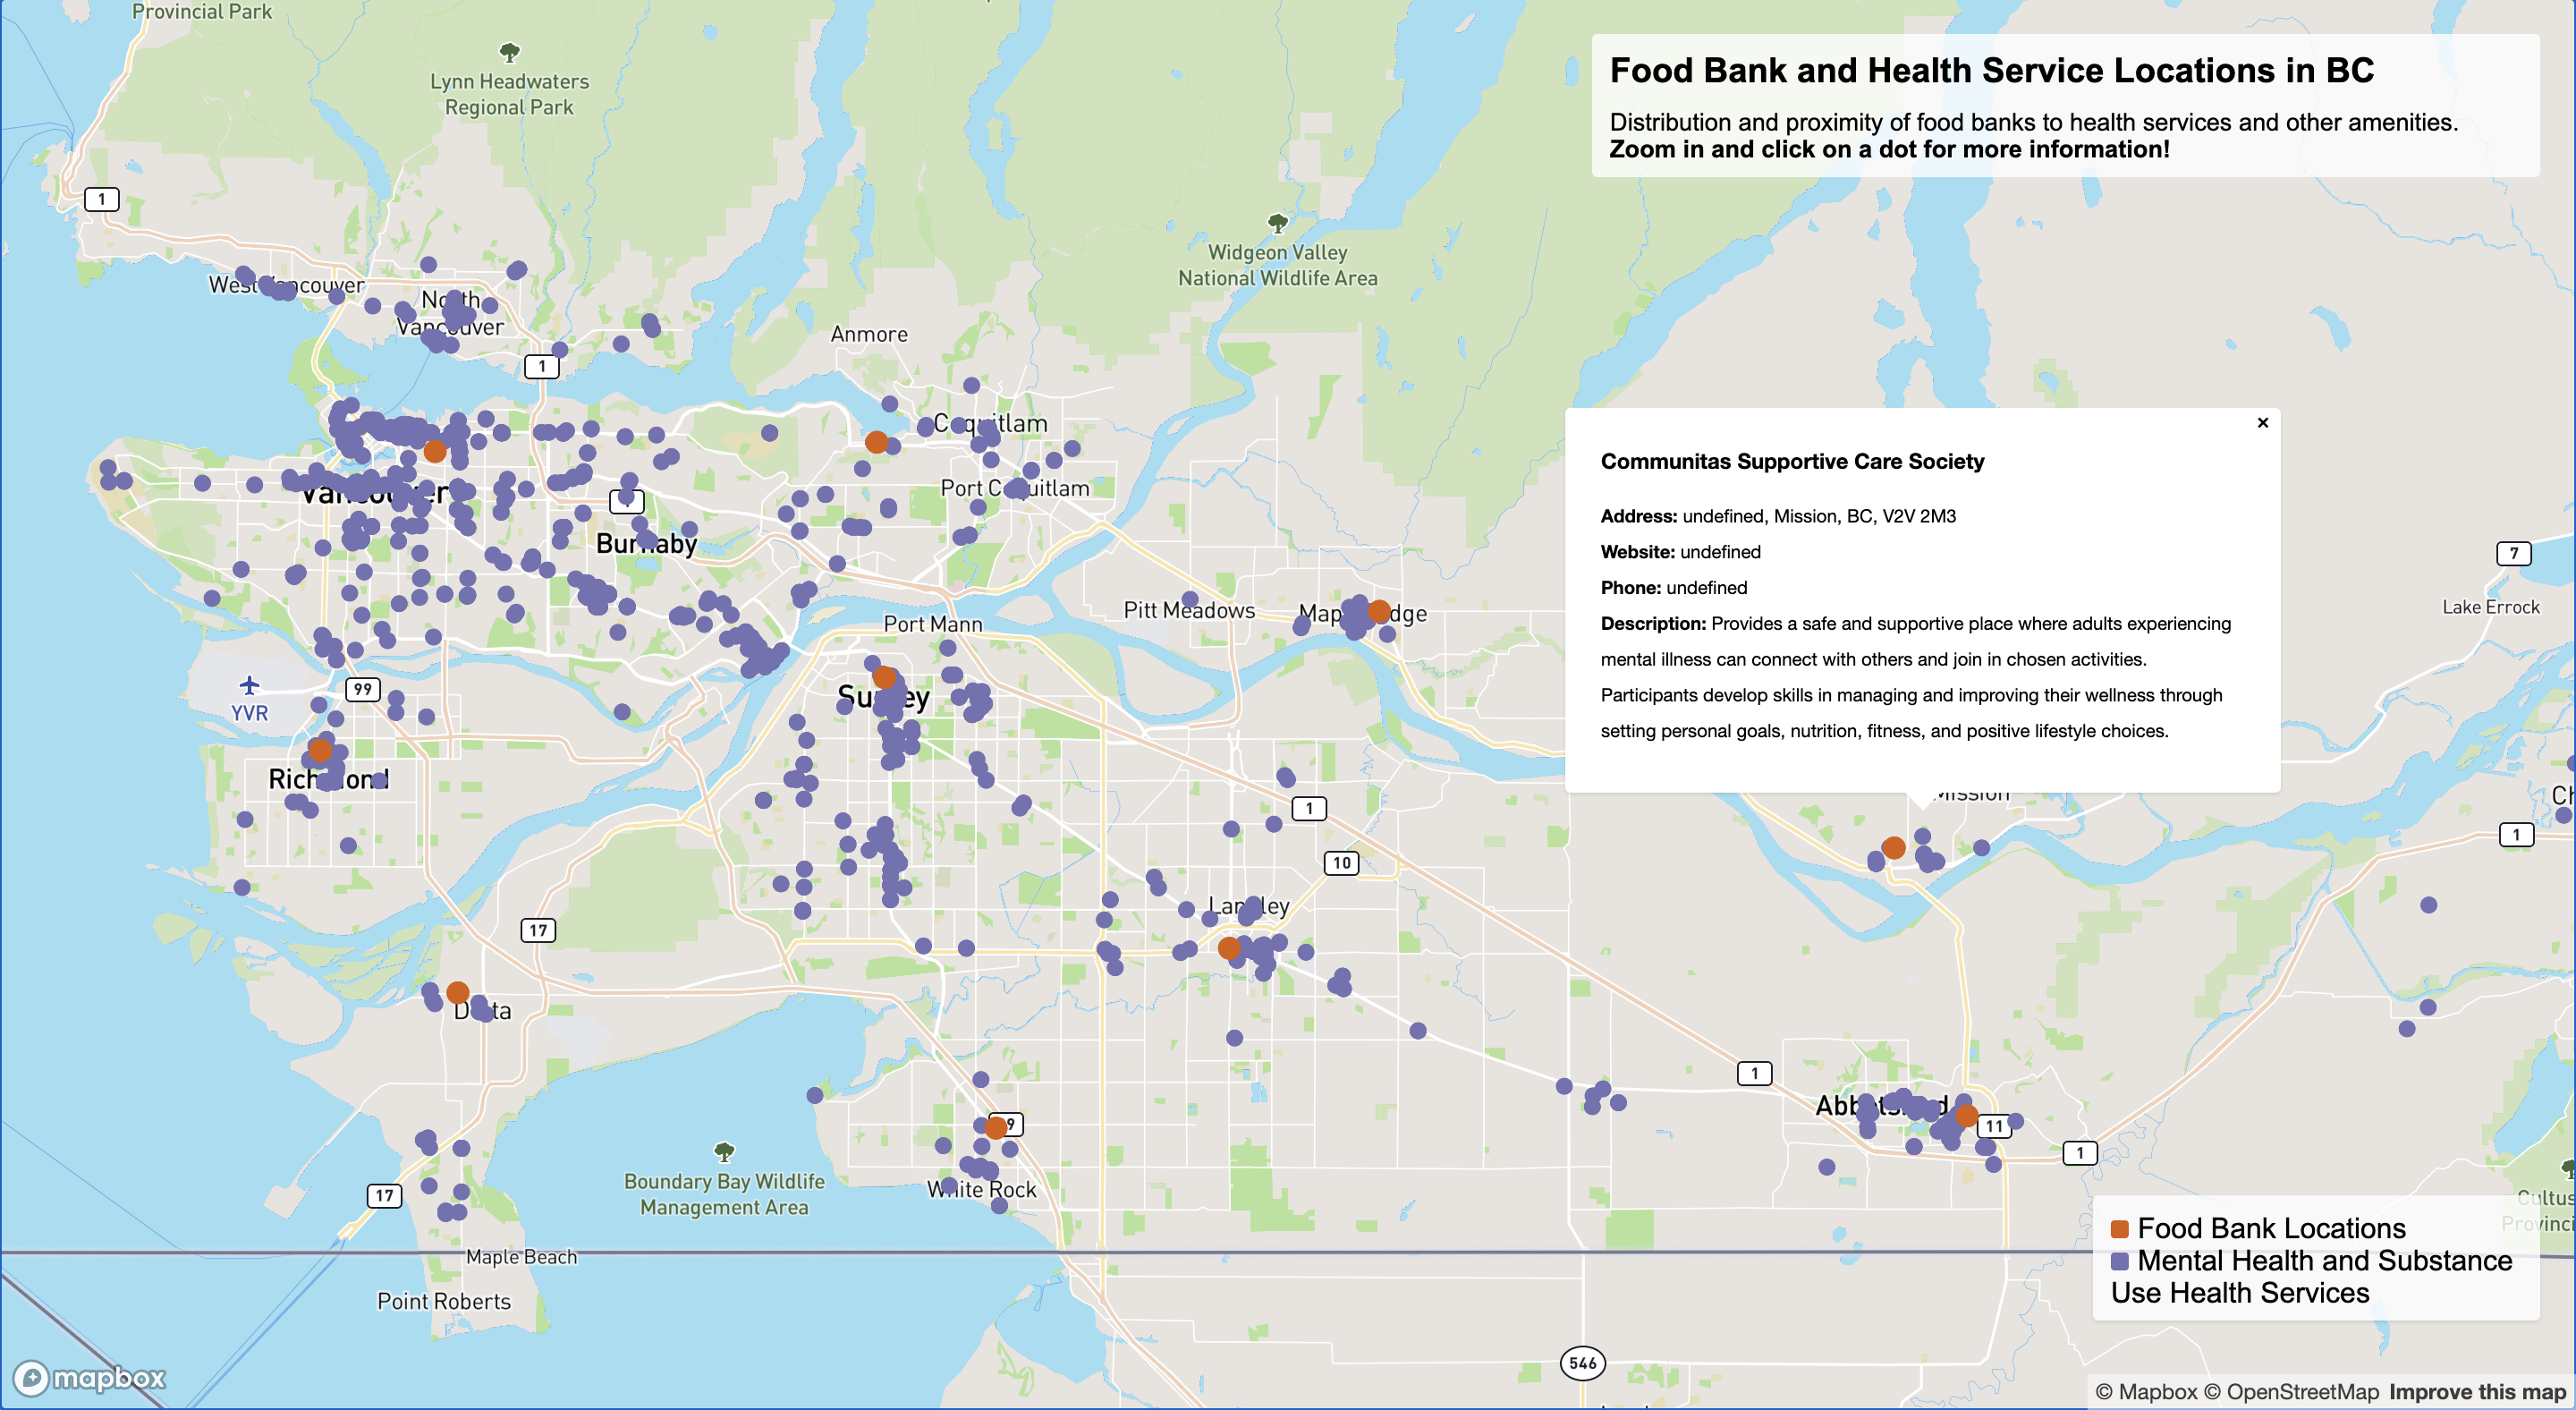 Provincial Park
Lynn Headwaters
Regional Park
Food Bank and Health Service Locations in BC
Distribution and proximity of food banks to health services and other amenities.
Zoom in and click on a dot for more information!
1
Widgeon Valley
National Wildlife Area
West Vancouver
North
Vancouver
Anmore
1
Coquitlam
Port Coquitlam
Vancouver
Burnaby
×
Communitas Supportive Care Society
Address: undefined, Mission, BC, V2V 2M3
Website: undefined
Phone: undefined
Description: Provides a safe and supportive place where adults experiencing
mental illness can connect with others and join in chosen activities.
Participants develop skills in managing and improving their wellness through
setting personal goals, nutrition, fitness, and positive lifestyle choices.
7
Lake Errock
Pitt Meadows
Maple Ridge
Port Mann
99
YVR
Surrey
Richmond
Mission
Ch
1
1
10
Langley
17
Delta
1
Abbotsford
11
1
9
White Rock
Boundary Bay Wildlife
Management Area
17
Maple Beach
Point Roberts
Cultus
Provinci
Food Bank Locations
Mental Health and Substance
Use Health Services
546
mapbox
© Mapbox © OpenStreetMap Improve this map